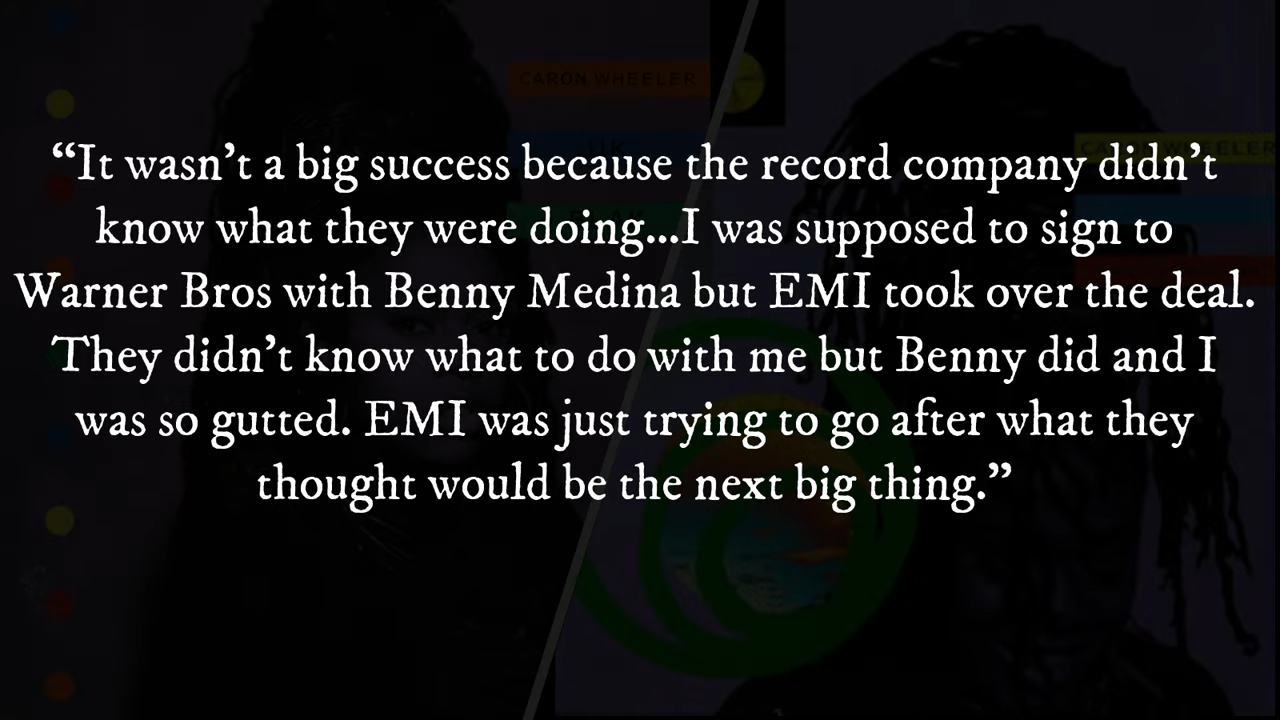 CARON WHEELER
UK
CARON WHEELER
“It wasn’t a big success because the record company didn’t
know what they were doing...I was supposed to sign to
Warner Bros with Benny Medina but EMI took over the deal.
They didn’t know what to do with me but Benny did and I
was so gutted. EMI was just trying to go after what they
thought would be the next big thing.”